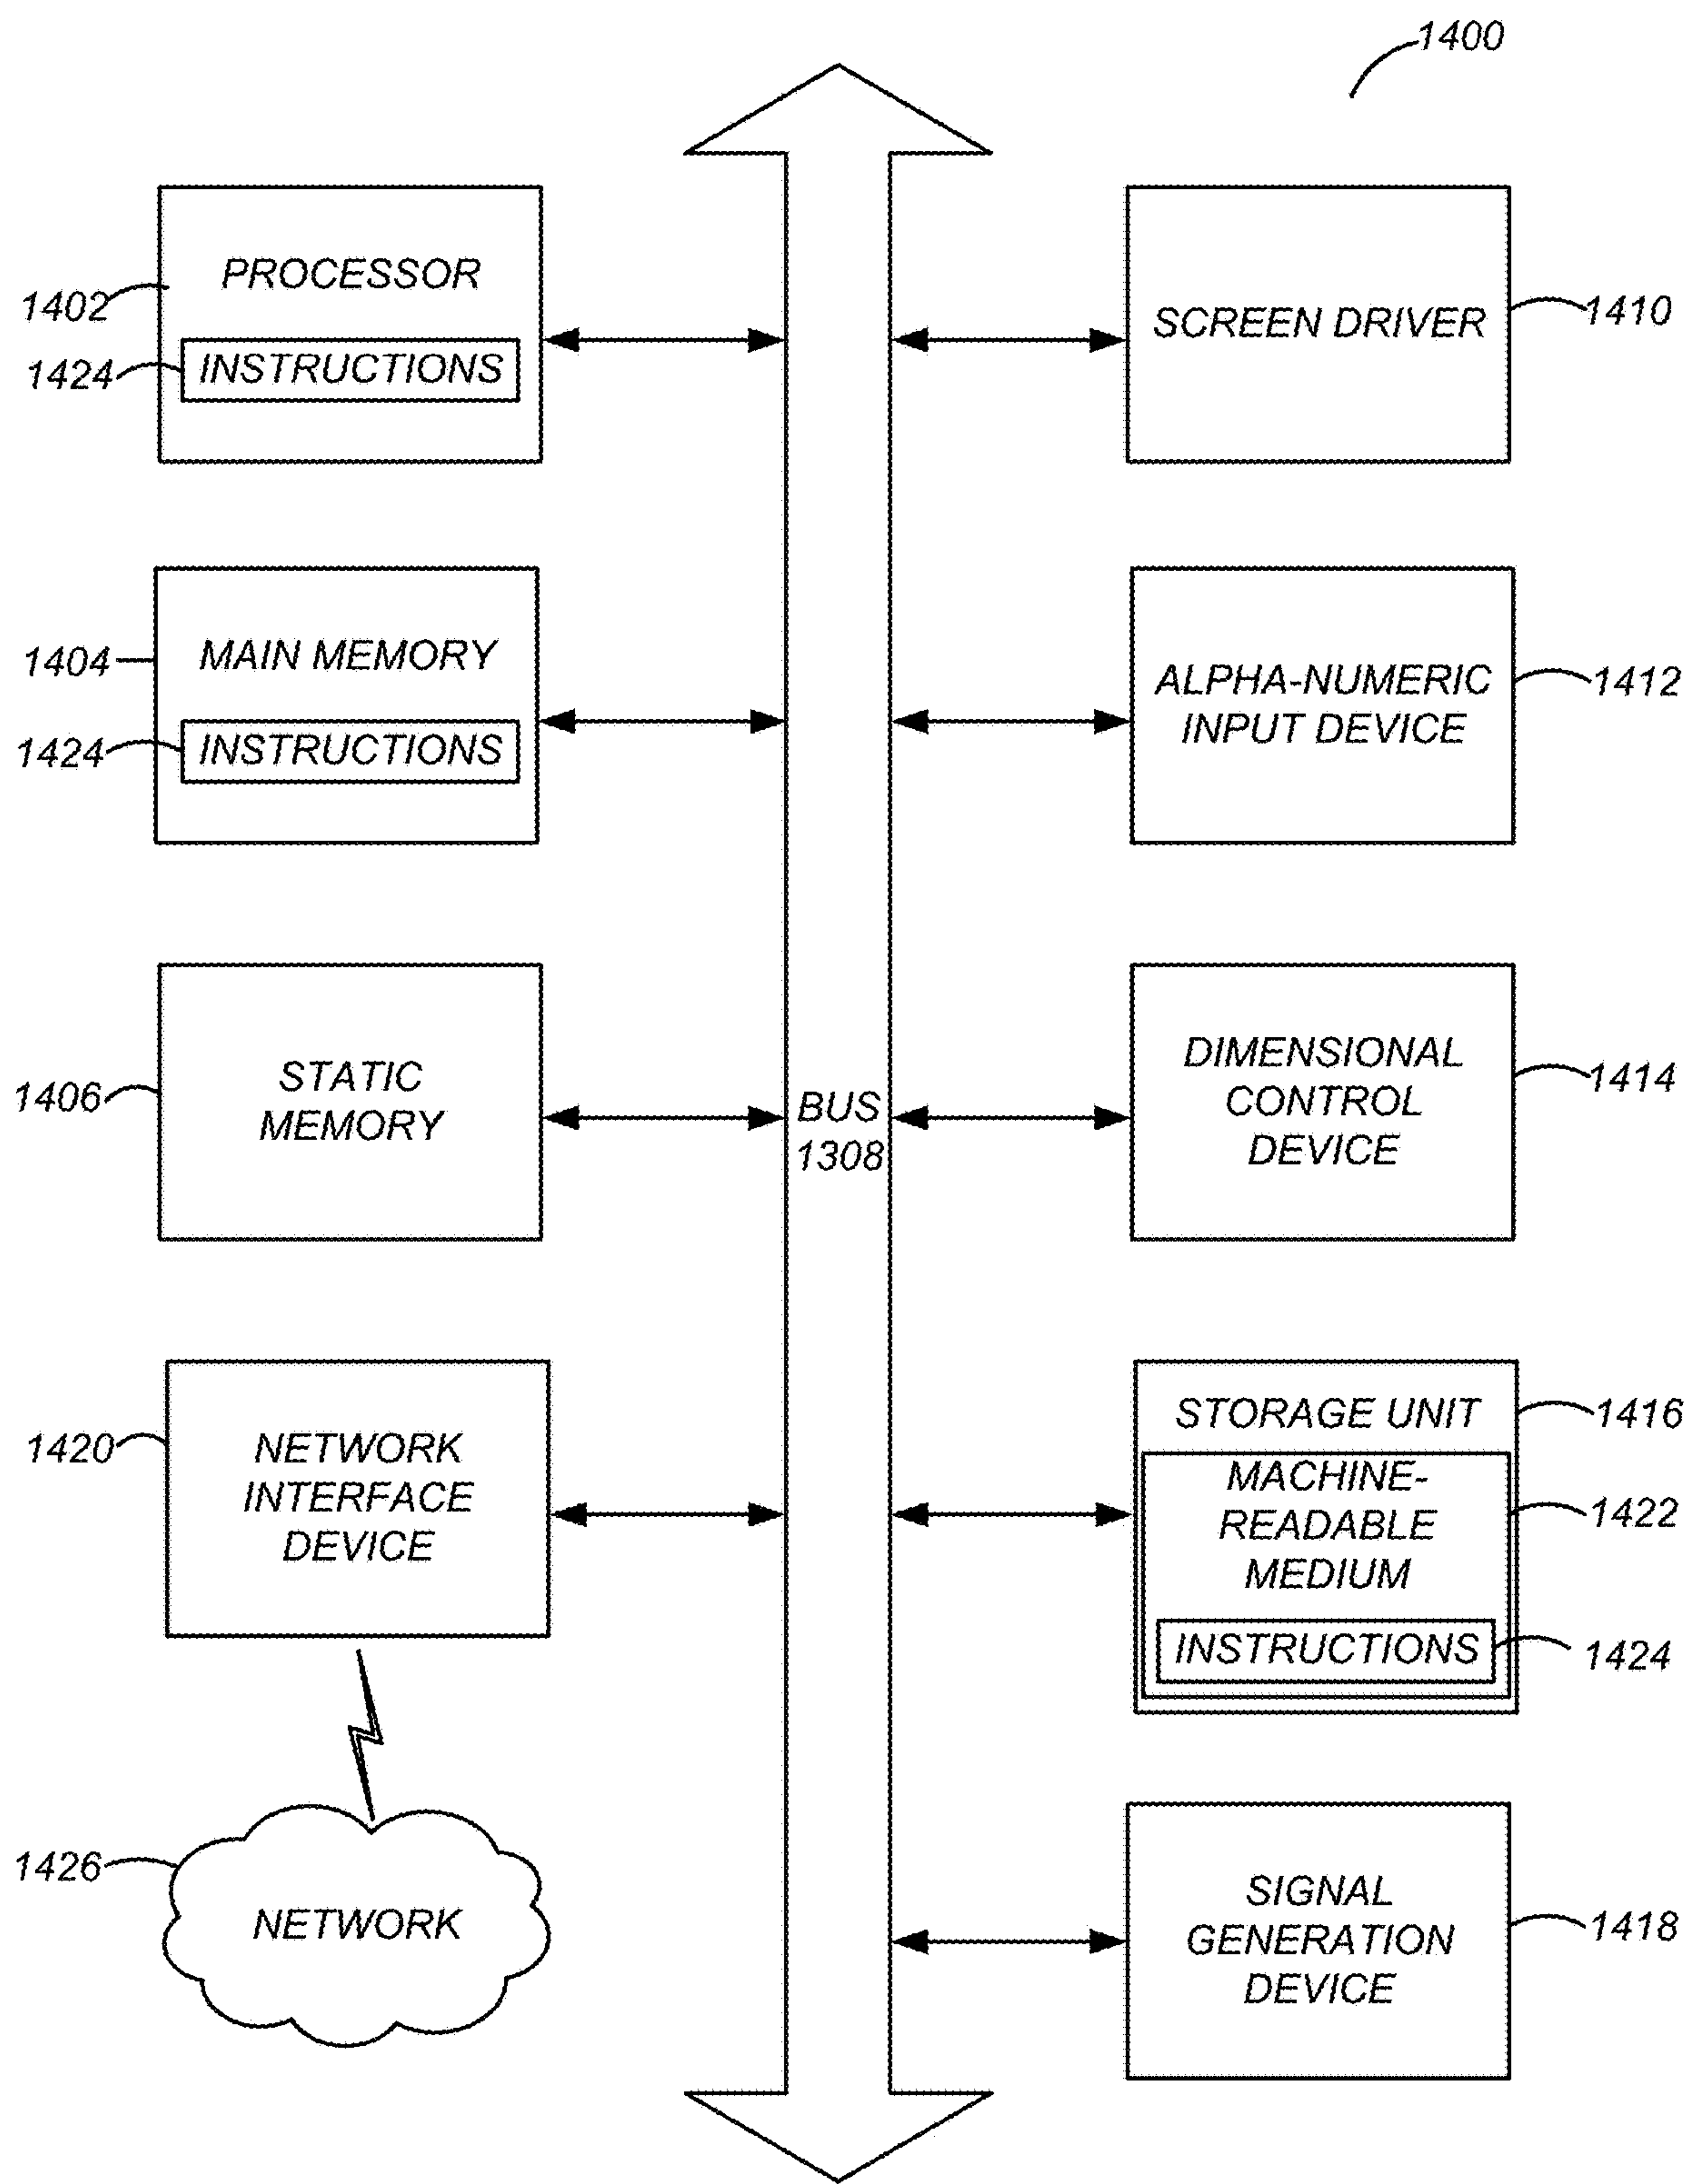 1400
PROCESSOR
1402
INSTRUCTIONS
1424
SCREEN DRIVER
1410
MAIN MEMORY
1404
INSTRUCTIONS
1424
ALPHA-NUMERIC
INPUT DEVICE
1412
STATIC
MEMORY
1406
BUS
1308
DIMENSIONAL
CONTROL
DEVICE
1414
NETWORK
INTERFACE
DEVICE
1420
STORAGE UNIT
1416
MACHINE-
READABLE
MEDIUM
1422
INSTRUCTIONS
1424
1426
NETWORK
SIGNAL
GENERATION
DEVICE
1418